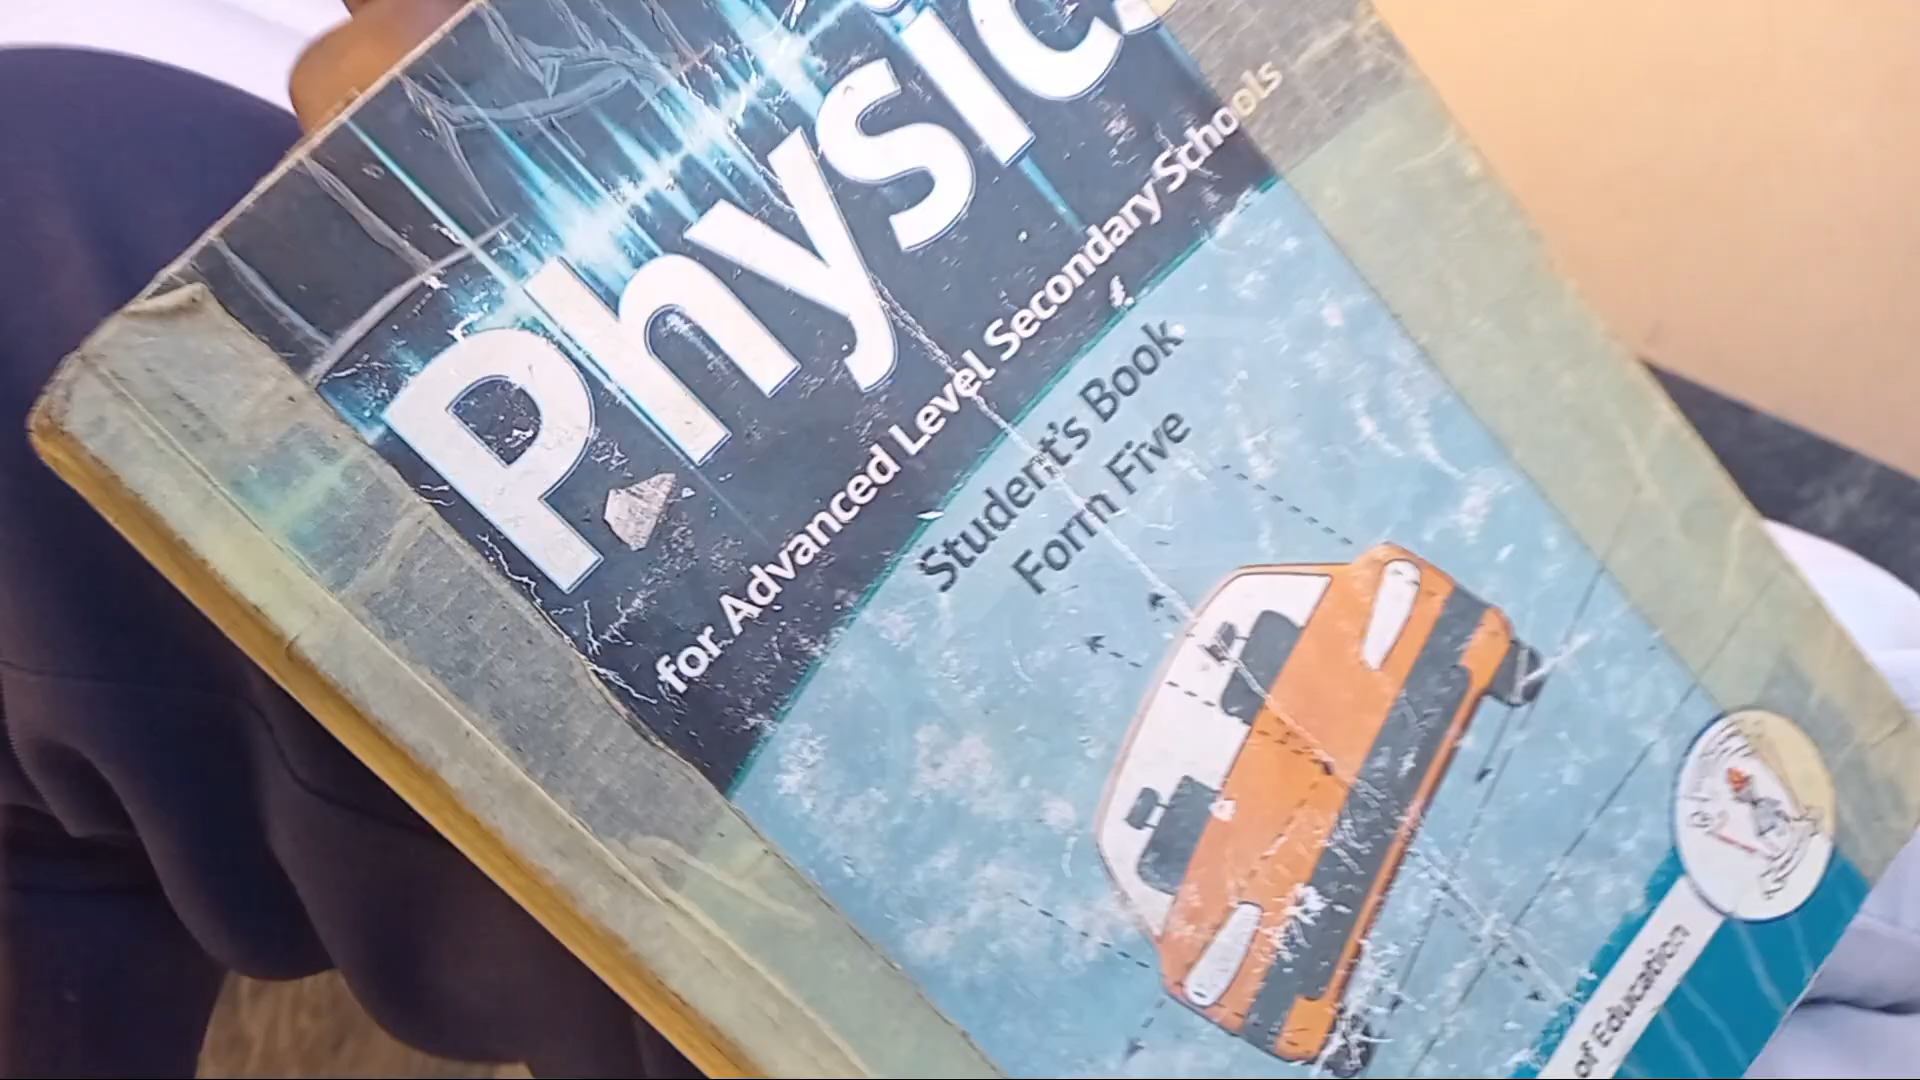 Physic
for Advanced Level Secondary Schools
Student's Book
Form Five
of Education